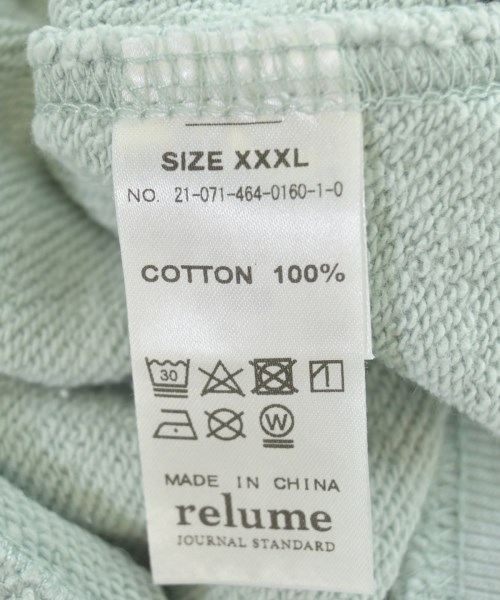 SIZE XXXL
NO. 21-071-464-0160-1-0
COTTON 100%
30
W
MADE IN CHINA
relume
JOURNAL STANDARD